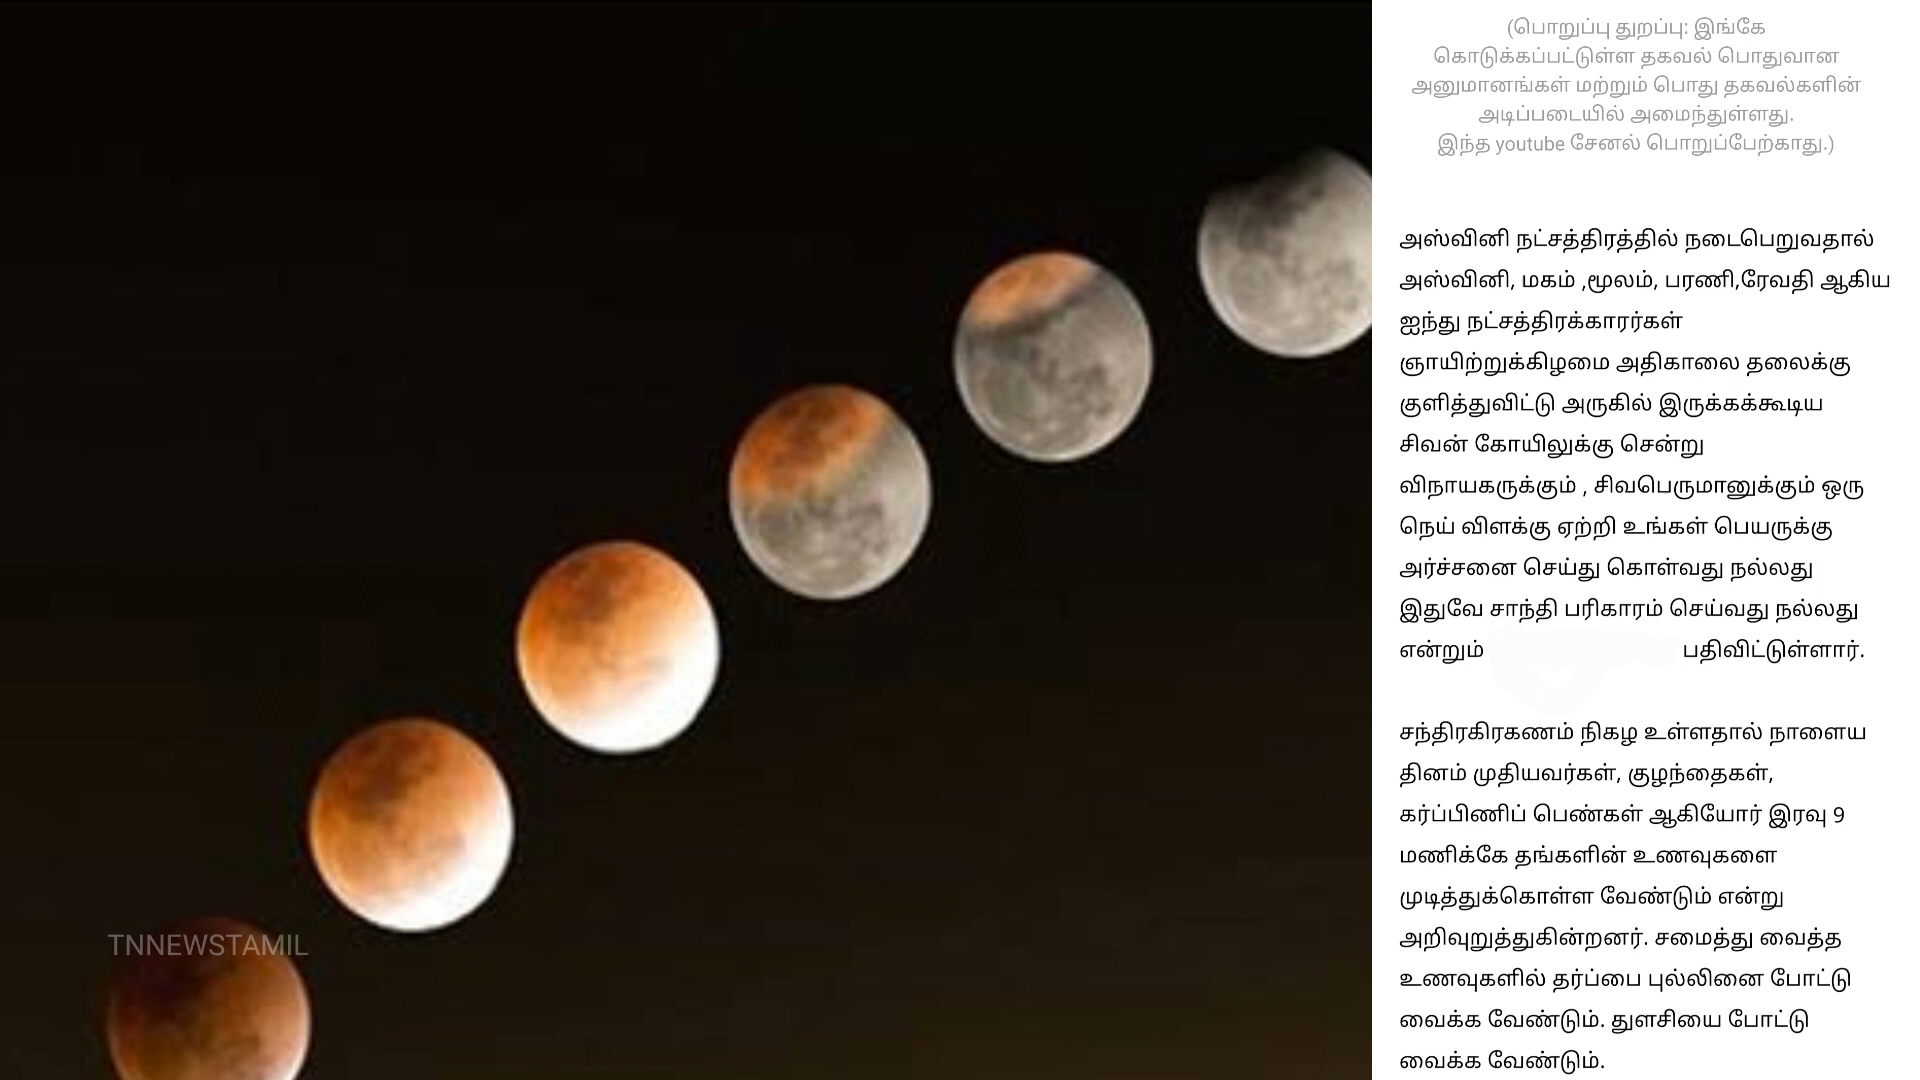 (பொறுப்பு துறப்பு: இங்கே
கொடுக்கப்பட்டுள்ள தகவல் பொதுவான
அனுமானங்கள் மற்றும் பொது தகவல்களின்
அடிப்படையில் அமைந்துள்ளது.
இந்த youtube சேனல் பொறுப்பேற்காது.)
அஸ்வினி நட்சத்திரத்தில் நடைபெறுவதால்
அஸ்வினி, மகம் ,மூலம், பரணி,ரேவதி ஆகிய
ஐந்து நட்சத்திரக்காரர்கள்
ஞாயிற்றுக்கிழமை அதிகாலை தலைக்கு
குளித்துவிட்டு அருகில் இருக்கக்கூடிய
சிவன் கோயிலுக்கு சென்று
விநாயகருக்கும் , சிவபெருமானுக்கும் ஒரு
நெய் விளக்கு ஏற்றி உங்கள் பெயருக்கு
அர்ச்சனை செய்து கொள்வது நல்லது
இதுவே சாந்தி பரிகாரம் செய்வது நல்லது
என்றும் பதிவிட்டுள்ளார்.
சந்திரகிரகணம் நிகழ உள்ளதால் நாளைய
தினம் முதியவர்கள், குழந்தைகள்,
கர்ப்பிணிப் பெண்கள் ஆகியோர் இரவு 9
மணிக்கே தங்களின் உணவுகளை
முடித்துக்கொள்ள வேண்டும் என்று
அறிவுறுத்துகின்றனர். சமைத்து வைத்த
உணவுகளில் தர்ப்பை புல்லினை போட்டு
வைக்க வேண்டும். துளசியை போட்டு
வைக்க வேண்டும்.
TNNEWSTAMIL